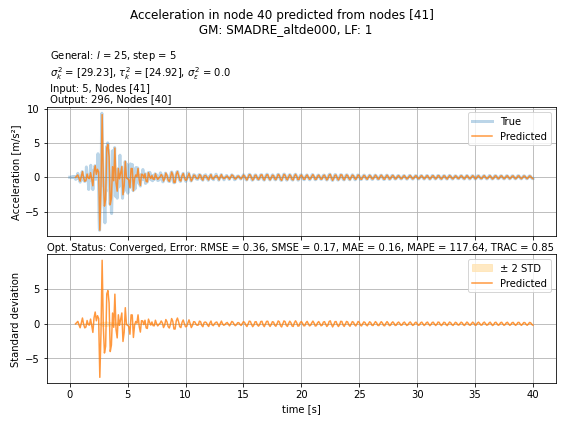 Acceleration in node 40 predicted from nodes [41]
GM: SMADRE_altde000, LF: 1
General: l = 25, step = 5
σ²ₖ = [29.23], τ²ₖ = [24.92], σ²ε = 0.0
Input: 5, Nodes [41]
Output: 296, Nodes [40]
Acceleration [m/s²]
10
5
0
−5
True
Predicted
Opt. Status: Converged, Error: RMSE = 0.36, SMSE = 0.17, MAE = 0.16, MAPE = 117.64, TRAC = 0.85
Standard deviation
5
0
−5
± 2 STD
Predicted
0 5 10 15 20 25 30 35 40
time [s]